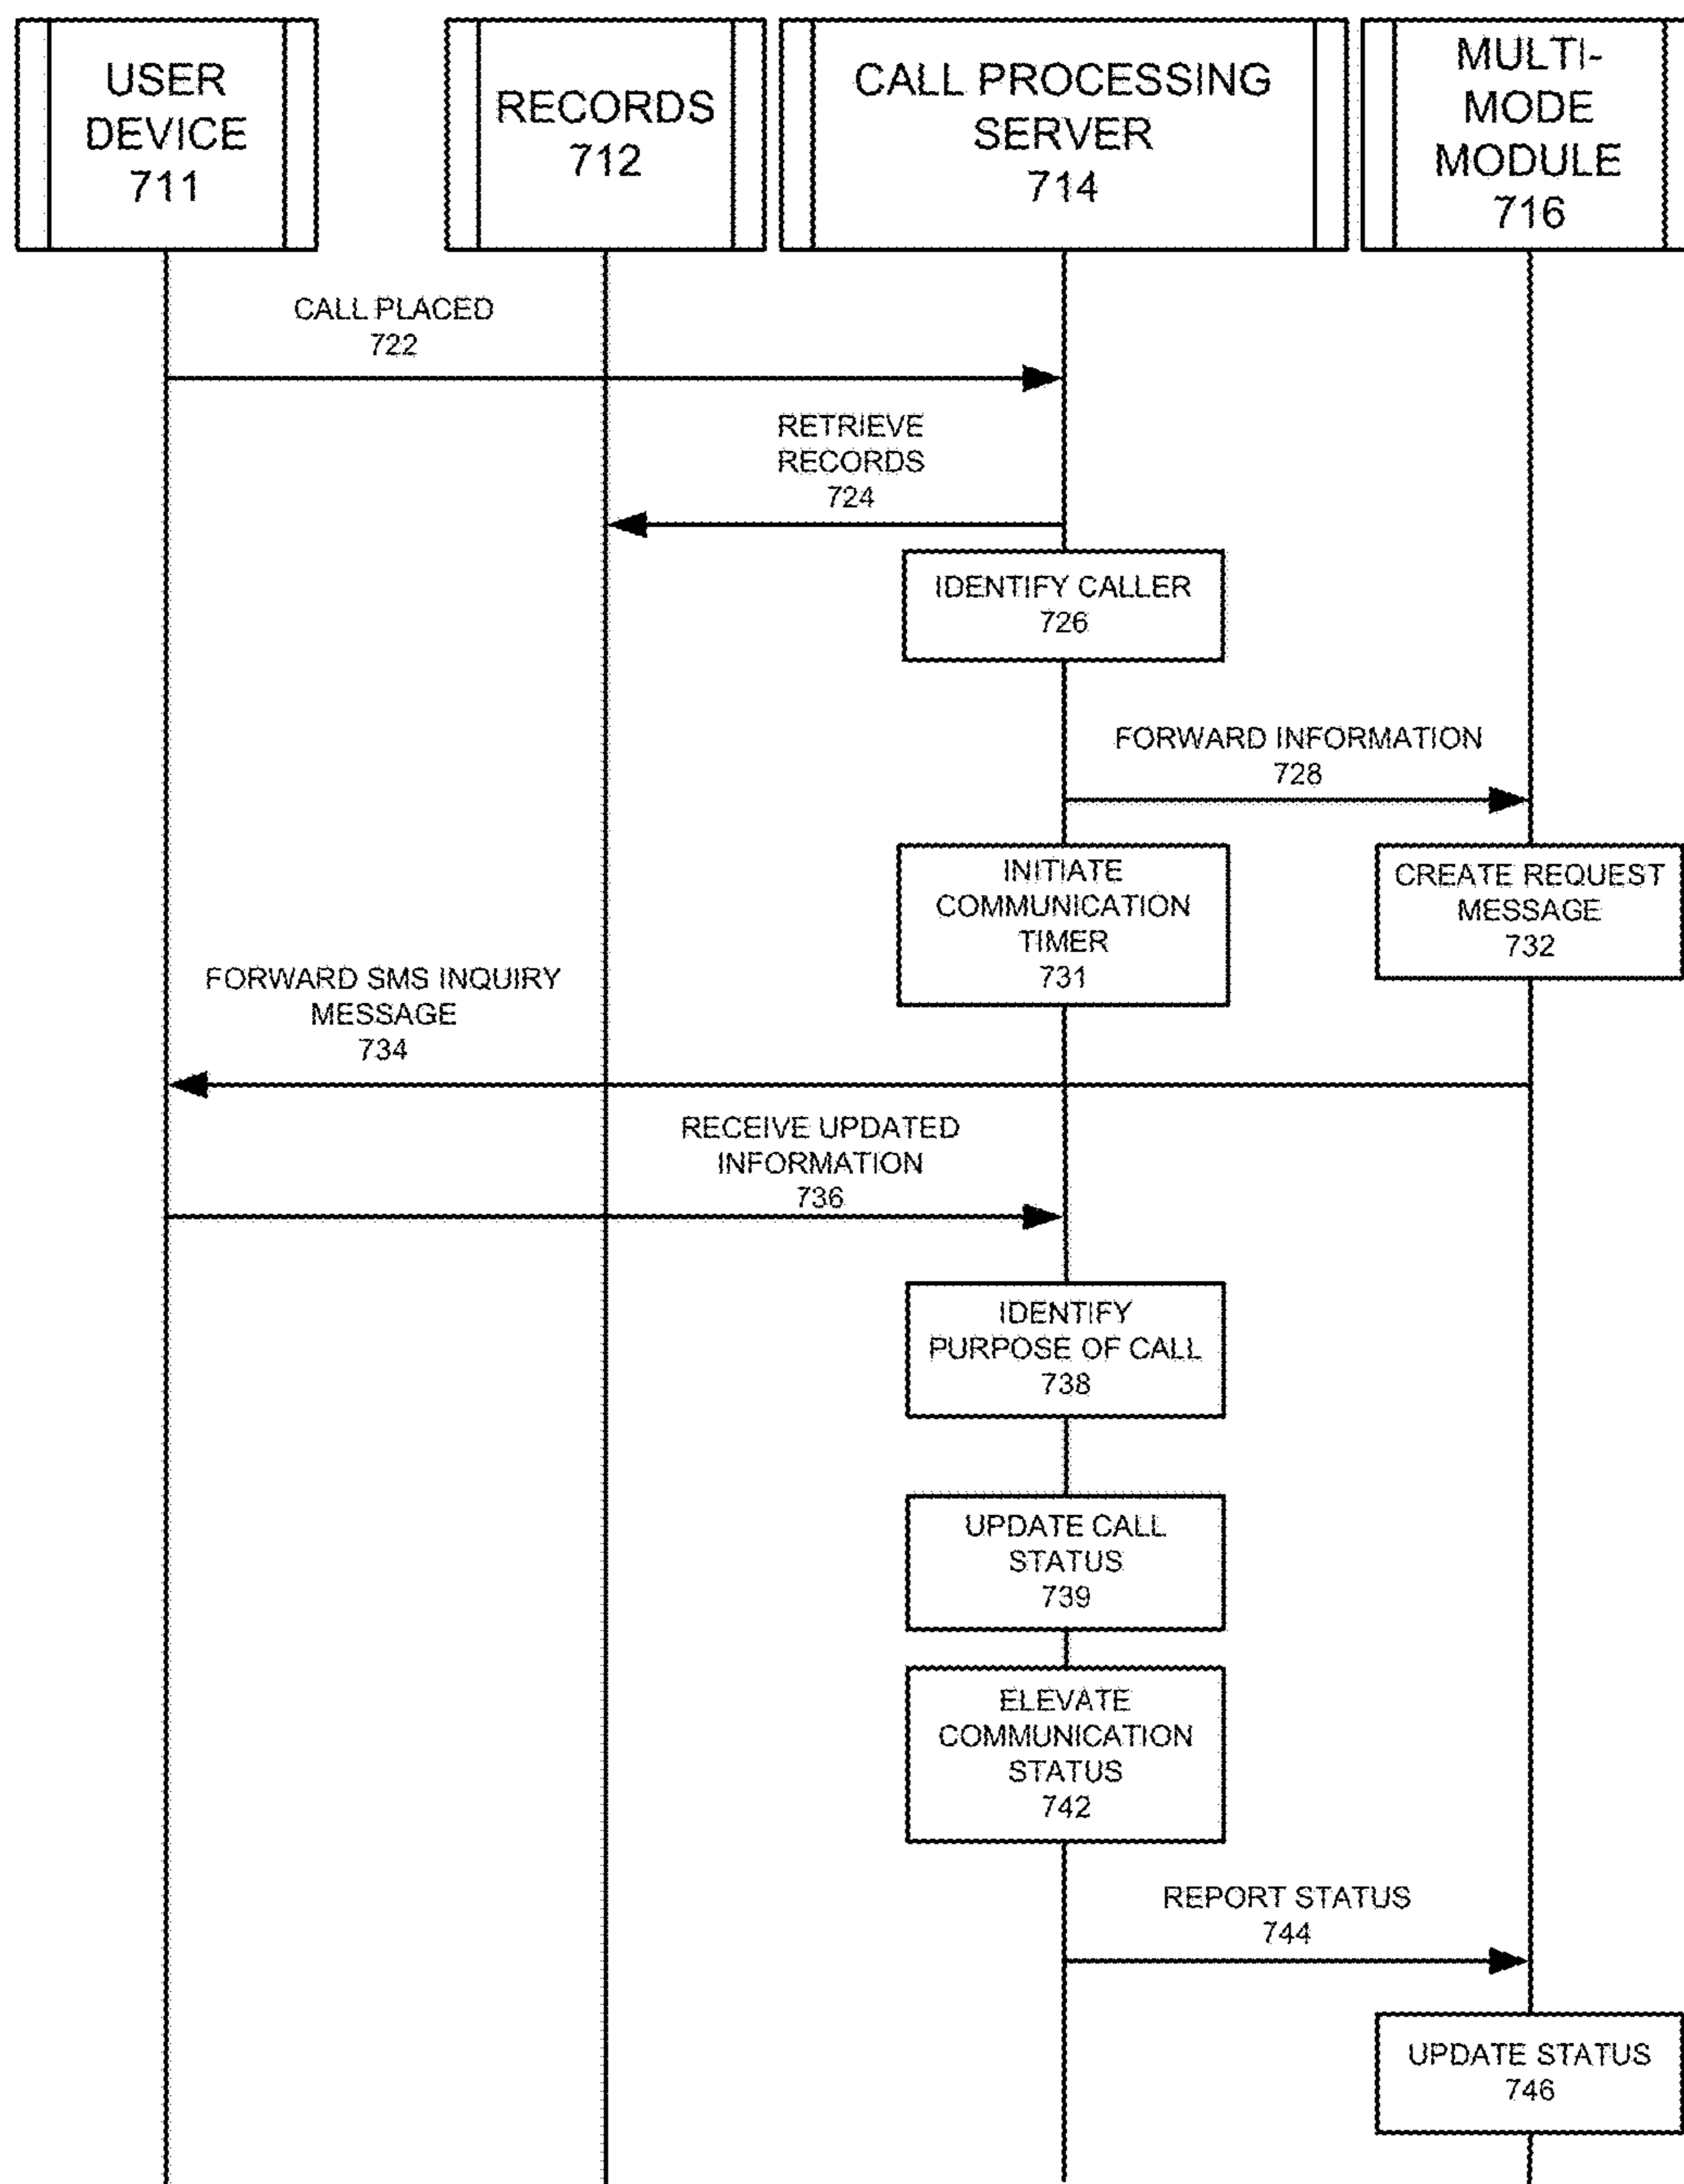 USER
DEVICE
711
RECORDS
712
CALL PROCESSING
SERVER
714
MULTI-
MODE
MODULE
716
CALL PLACED
722
RETRIEVE
RECORDS
724
IDENTIFY CALLER
726
FORWARD INFORMATION
728
INITIATE
COMMUNICATION
TIMER
731
CREATE REQUEST
MESSAGE
732
FORWARD SMS INQUIRY
MESSAGE
734
RECEIVE UPDATED
INFORMATION
736
IDENTIFY
PURPOSE OF CALL
738
UPDATE CALL
STATUS
739
ELEVATE
COMMUNICATION
STATUS
742
REPORT STATUS
744
UPDATE STATUS
746